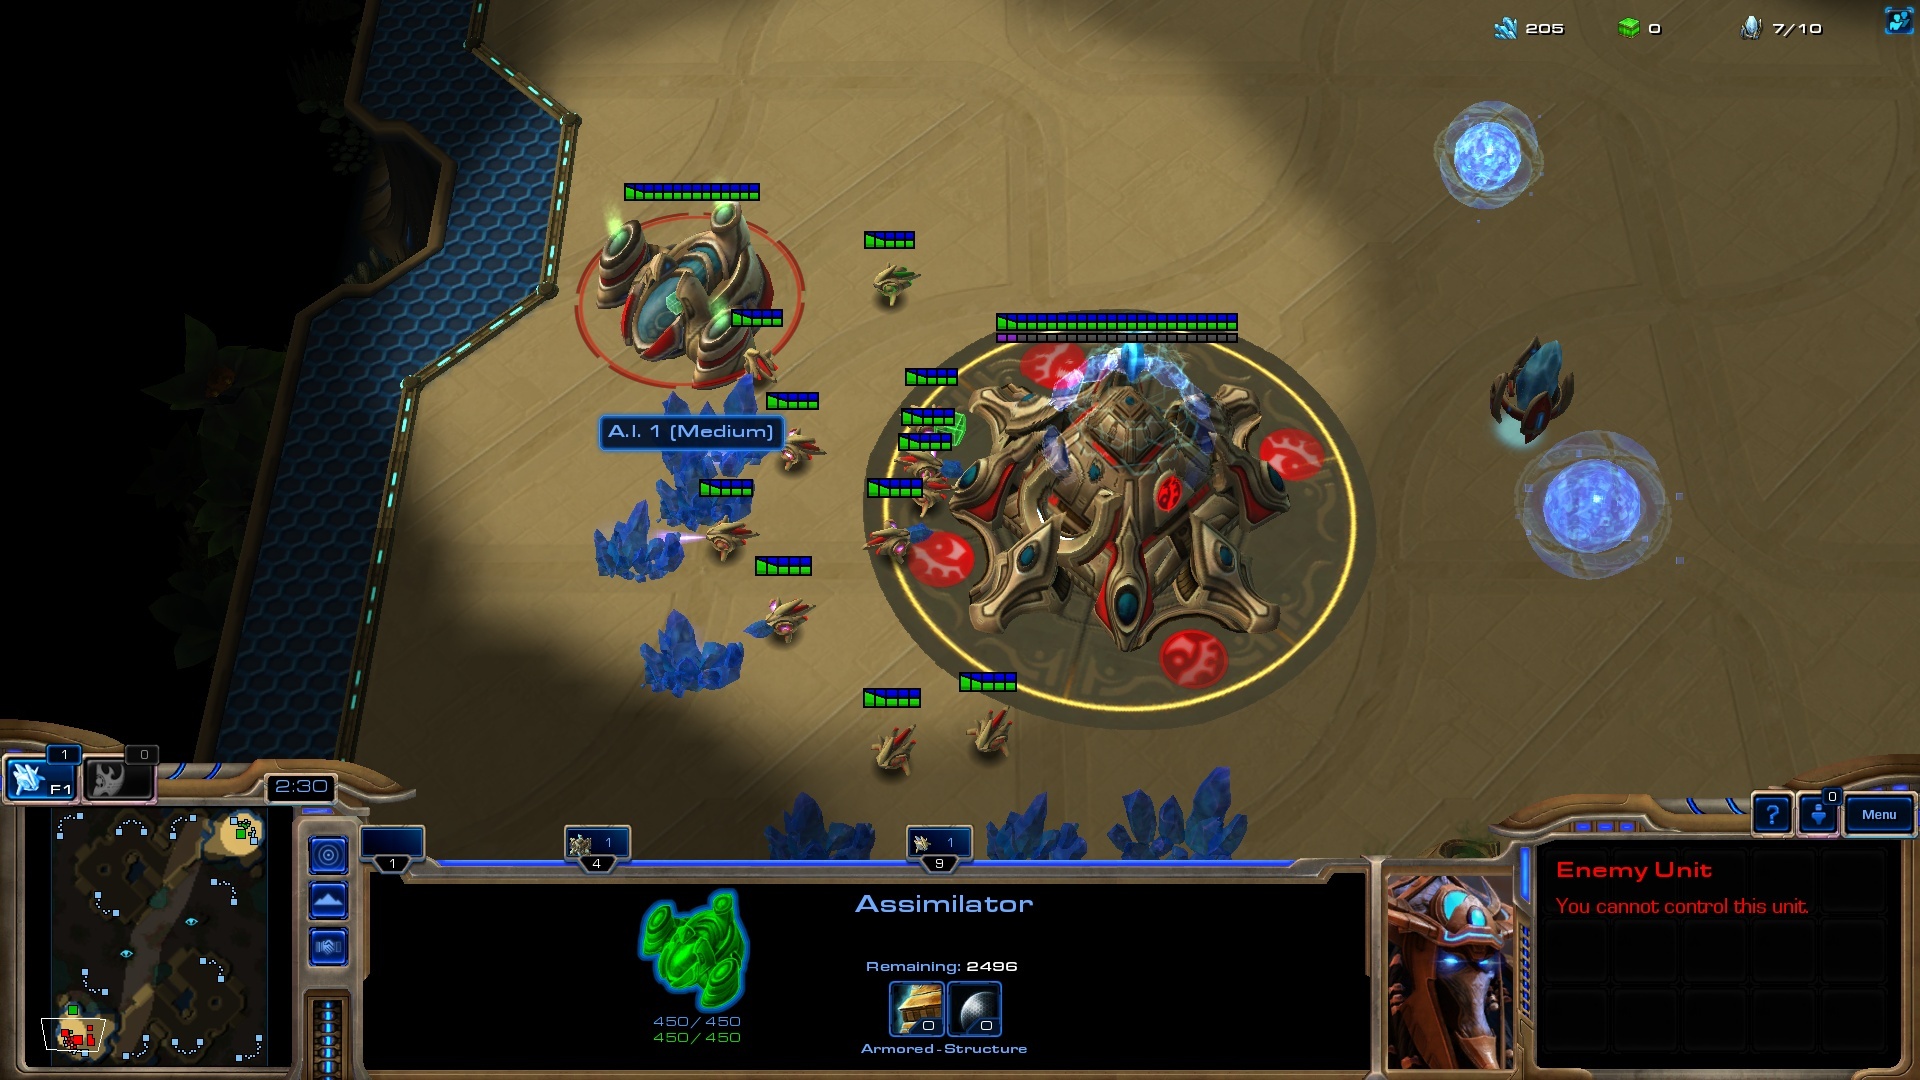 205
0
7/10
A.I. 1 (Medium)
1
0
F1
2:30
?
0
Menu
1
1
4
1
9
Assimilator
Enemy Unit
You cannot control this unit.
Remaining: 2496
0
0
450/450
450/450
Armored - Structure